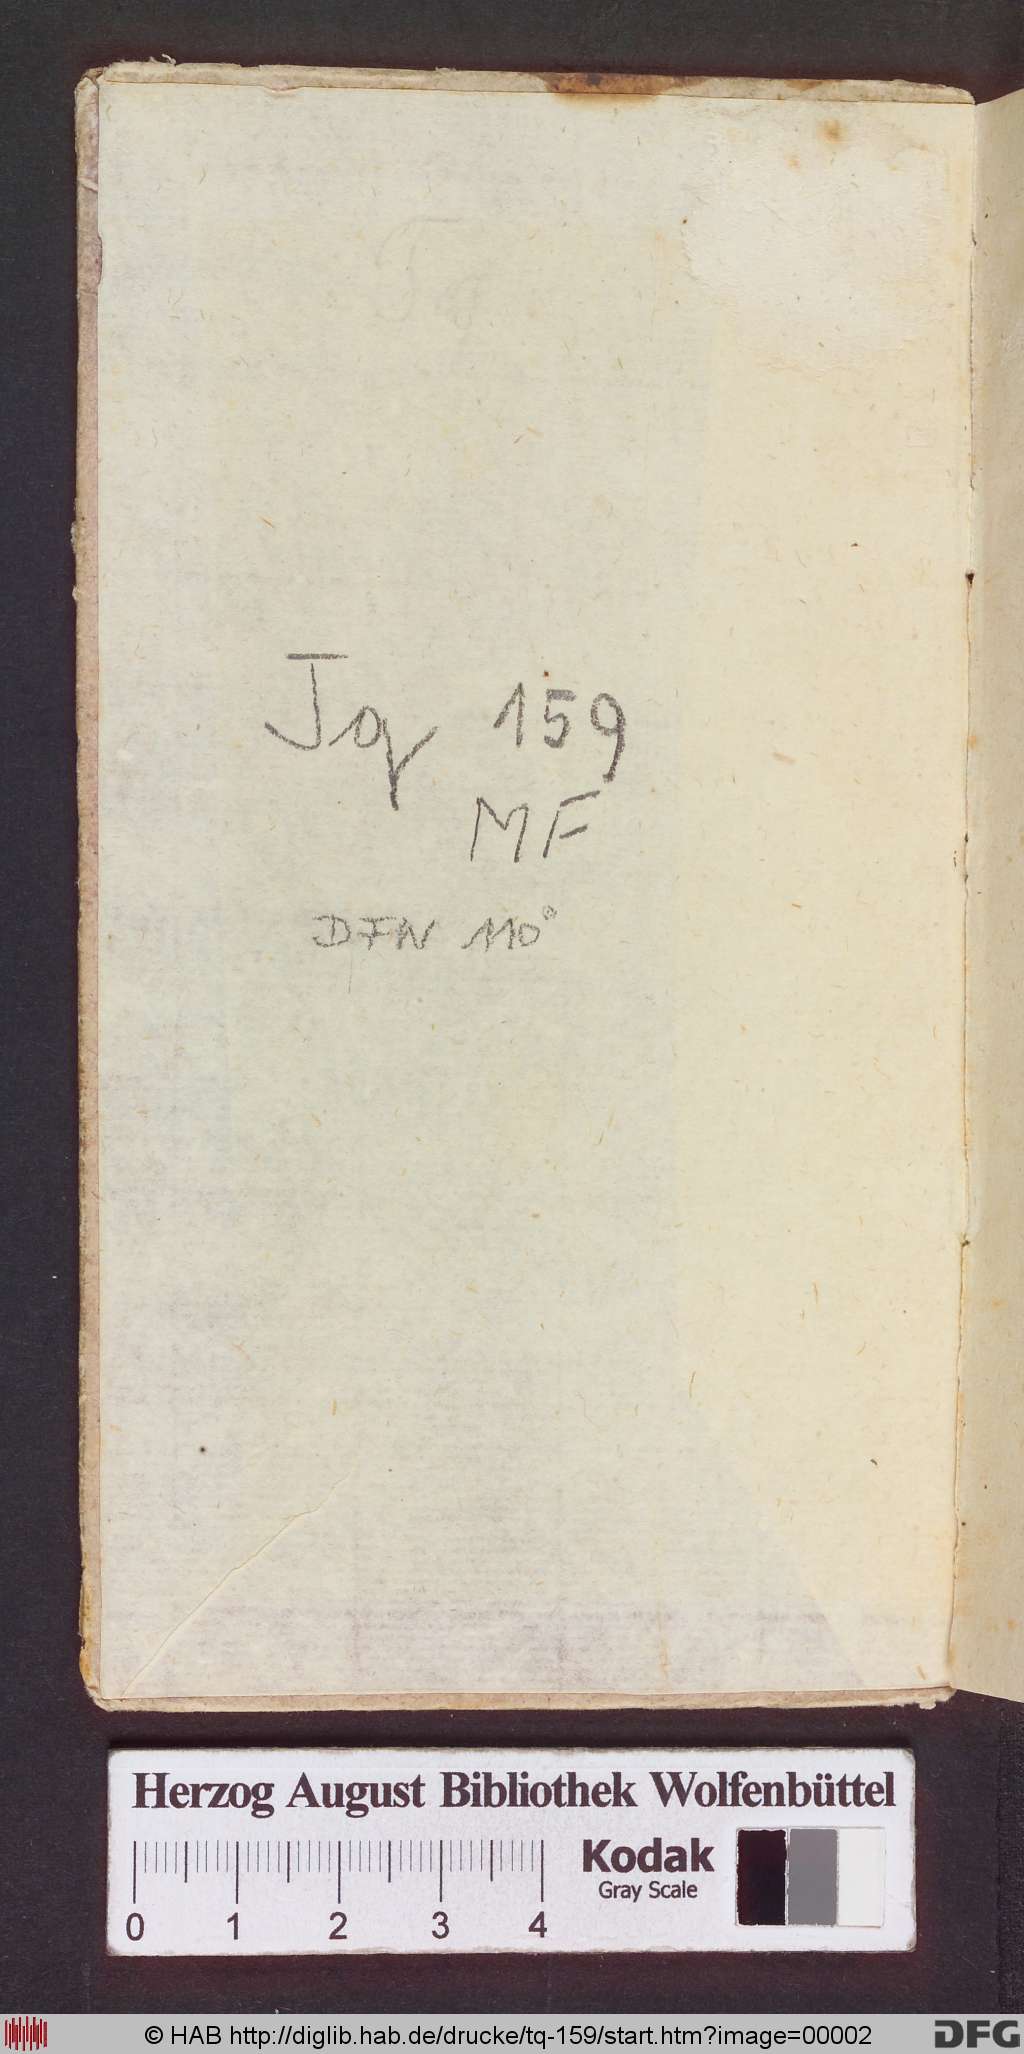 Tq 159
MF
DFN 110°
Herzog August Bibliothek Wolfenbüttel
Kodak
Gray Scale
0 1 2 3 4
© HAB http://diglib.hab.de/drucke/tq-159/start.htm?image=00002
DFG